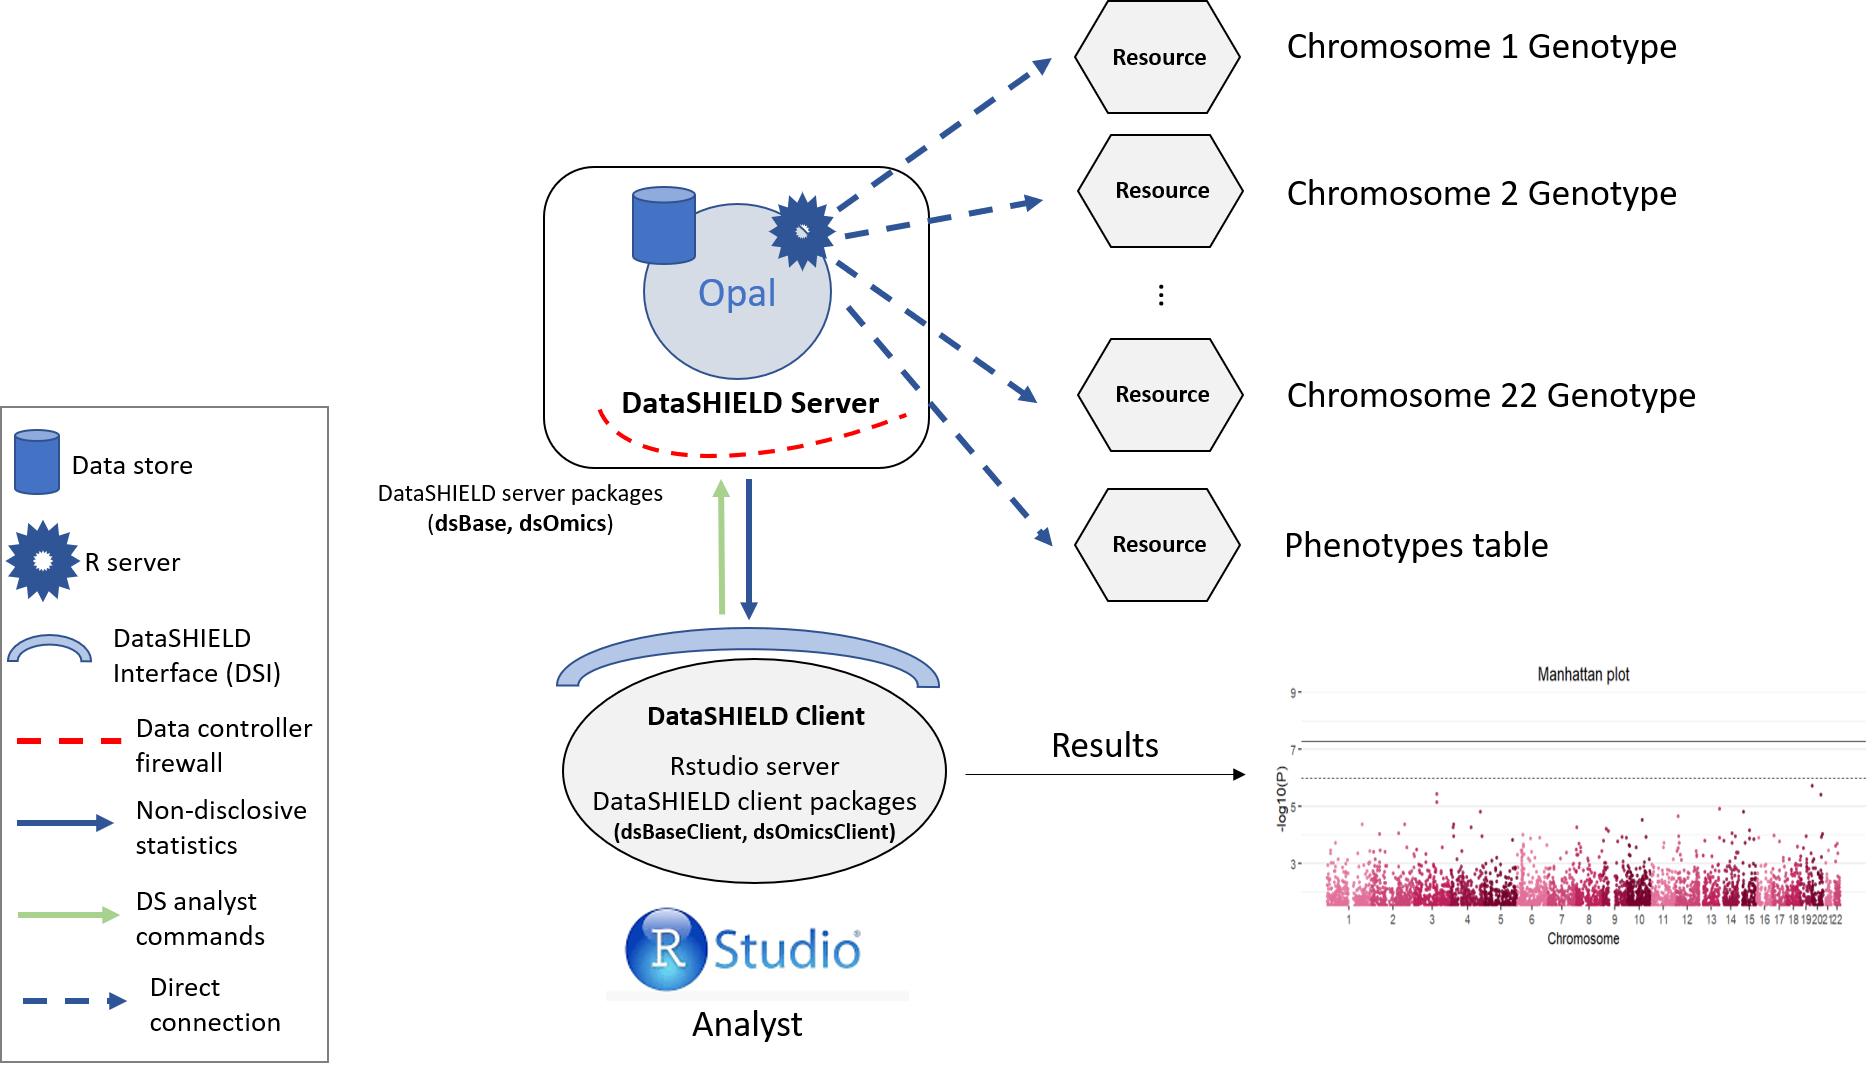 Resource
Chromosome 1 Genotype
Resource
Chromosome 2 Genotype
...
Resource
Chromosome 22 Genotype
Resource
Phenotypes table
Opal
DataSHIELD Server
DataSHIELD server packages
(dsBase, dsOmics)
Data store
R server
DataSHIELD
Interface (DSI)
Data controller
firewall
Non-disclosive
statistics
DS analyst
commands
Direct
connection
DataSHIELD Client
Rstudio server
DataSHIELD client packages
(dsBaseClient, dsOmicsClient)
R Studio®
Analyst
Results
Manhattan plot
9
7
5
3
-log10(P)
1 2 3 4 5 6 7 8 9 10 11 12 13 14 15 16 17 18 19202122
Chromosome